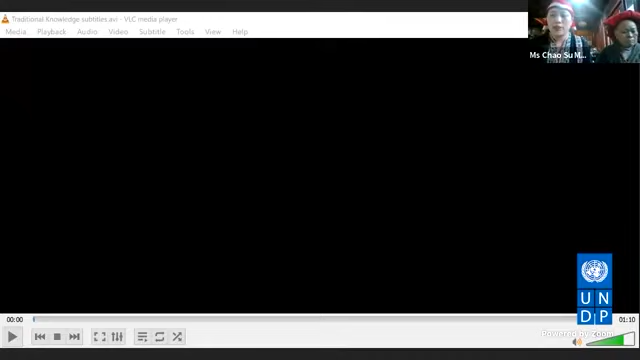 Traditional Knowledge subtitles.avi - VLC media player
Media Playback Audio Video Subtitle Tools View Help
Ms Chao Su M...
00:00
01:10
U N
D P
Powered by zoom